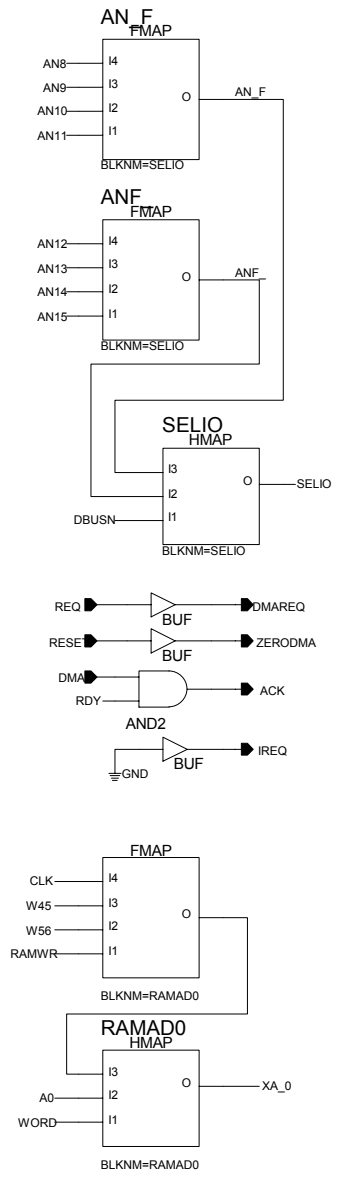 AN_F
FMAP
AN8 I4
AN9 I3
O AN_F
AN10 I2
AN11 I1
BLKNM=SELIO
ANF_
FMAP
AN12 I4
AN13 I3
O ANF_
AN14 I2
AN15 I1
BLKNM=SELIO
SELIO
HMAP
I3
O SELIO
I2
DBUSN I1
BLKNM=SELIO
REQ DMAREQ
BUF
RESET ZERODMA
BUF
DMA
ACK
RDY
AND2
IREQ
GND BUF
FMAP
CLK I4
W45 I3
O
W56 I2
RAMWR I1
BLKNM=RAMAD0
RAMAD0
HMAP
I3
O XA_0
A0 I2
WORD I1
BLKNM=RAMAD0